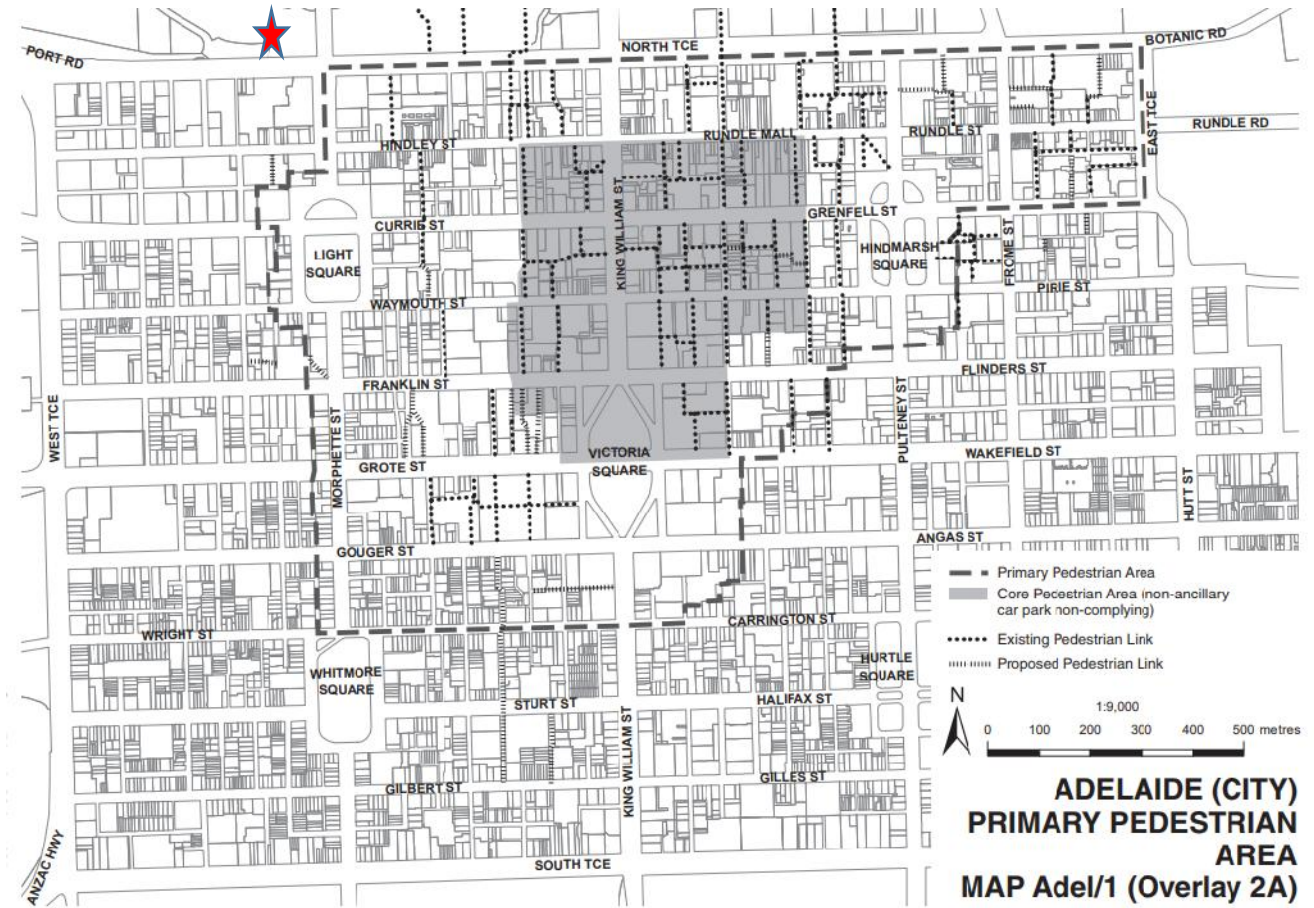 NORTH TCE
BOTANIC RD
PORT RD
RUNDLE MALL
RUNDLE ST
RUNDLE RD
EAST TCE
HINDLEY ST
KING WILLIAM ST
GRENFELL ST
CURRIE ST
HINDMARSH
SQUARE
FROME ST
LIGHT
SQUARE
PIRIE ST
WAYMOUTH ST
FLINDERS ST
FRANKLIN ST
WEST TCE
MORPHETTE ST
PULTENEY ST
VICTORIA
SQUARE
WAKEFIELD ST
GROTE ST
HUTT ST
ANGAS ST
GOUGER ST
CARRINGTON ST
WRIGHT ST
WHITMORE
SQUARE
HURTLE
SQUARE
STURT ST
HALIFAX ST
KING WILLIAM ST
GILLES ST
GILBERT ST
SOUTH TCE
ANZAC HWY
Primary Pedestrian Area
Core Pedestrian Area (non-ancillary
car park non-complying)
Existing Pedestrian Link
Proposed Pedestrian Link
N
1:9,000
0 100 200 300 400 500 metres
ADELAIDE (CITY)
PRIMARY PEDESTRIAN
AREA
MAP Adel/1 (Overlay 2A)